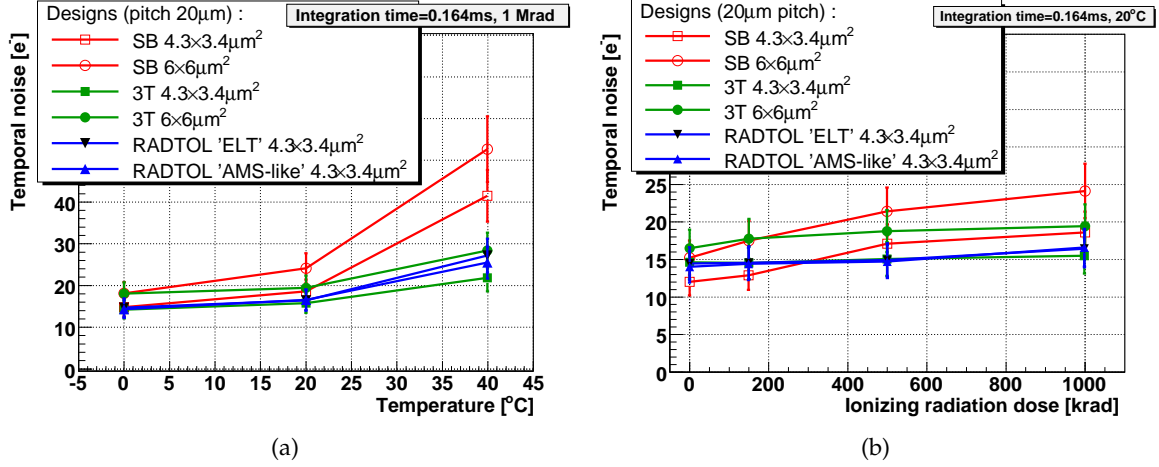 Designs (pitch 20μm) :
Integration time=0.164ms, 1 Mrad
SB 4.3×3.4μm²
SB 6×6μm²
3T 4.3×3.4μm²
3T 6×6μm²
RADTOL 'ELT' 4.3×3.4μm²
RADTOL 'AMS-like' 4.3×3.4μm²
Temporal noise [e⁻]
40
30
20
10
0
-5 0 5 10 15 20 25 30 35 40 45
Temperature [°C]
(a)
Designs (20μm pitch) :
Integration time=0.164ms, 20°C
SB 4.3×3.4μm²
SB 6×6μm²
3T 4.3×3.4μm²
3T 6×6μm²
RADTOL 'ELT' 4.3×3.4μm²
RADTOL 'AMS-like' 4.3×3.4μm²
Temporal noise [e⁻]
25
20
15
10
5
0
0 200 400 600 800 1000
Ionizing radiation dose [krad]
(b)